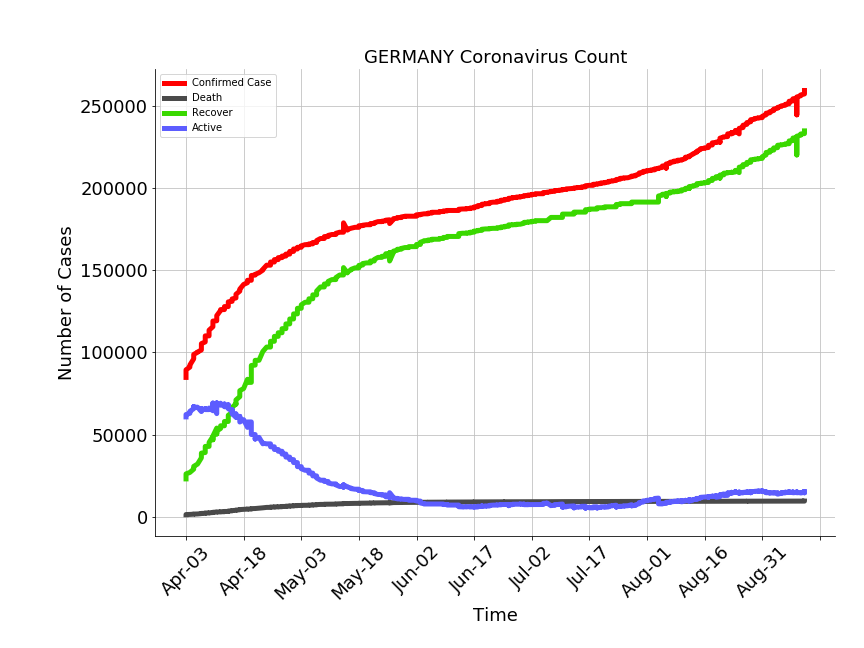 GERMANY Coronavirus Count
Confirmed Case
Death
Recover
Active
250000
200000
150000
100000
50000
0
Number of Cases
Apr-03
Apr-18
May-03
May-18
Jun-02
Jun-17
Jul-02
Jul-17
Aug-01
Aug-16
Aug-31
Time